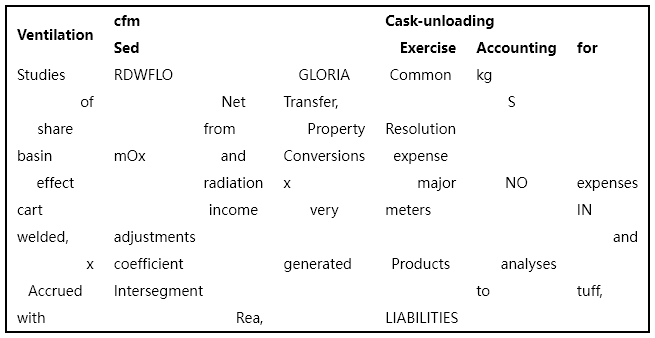 Ventilation cfm Cask-unloading
Sed Exercise Accounting for
Studies RDWFLO GLORIA Common kg
of Net Transfer, S
share from Property Resolution
basin mOx and Conversions expense
effect radiation x major NO expenses
cart income very meters IN
welded, adjustments and
x coefficient generated Products analyses
Accrued Intersegment to tuff,
with Rea, LIABILITIES